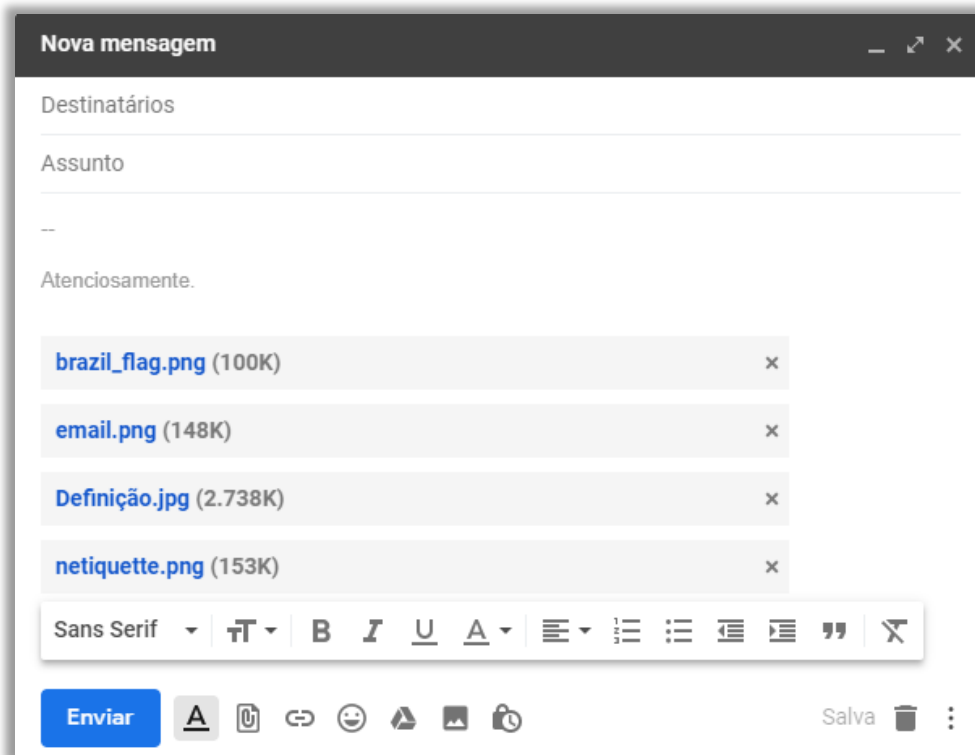 Nova mensagem
Destinatários
Assunto
--
Atenciosamente.
brazil_flag.png (100K)
email.png (148K)
Definição.jpg (2.738K)
netiquette.png (153K)
Sans Serif
Enviar
Salva